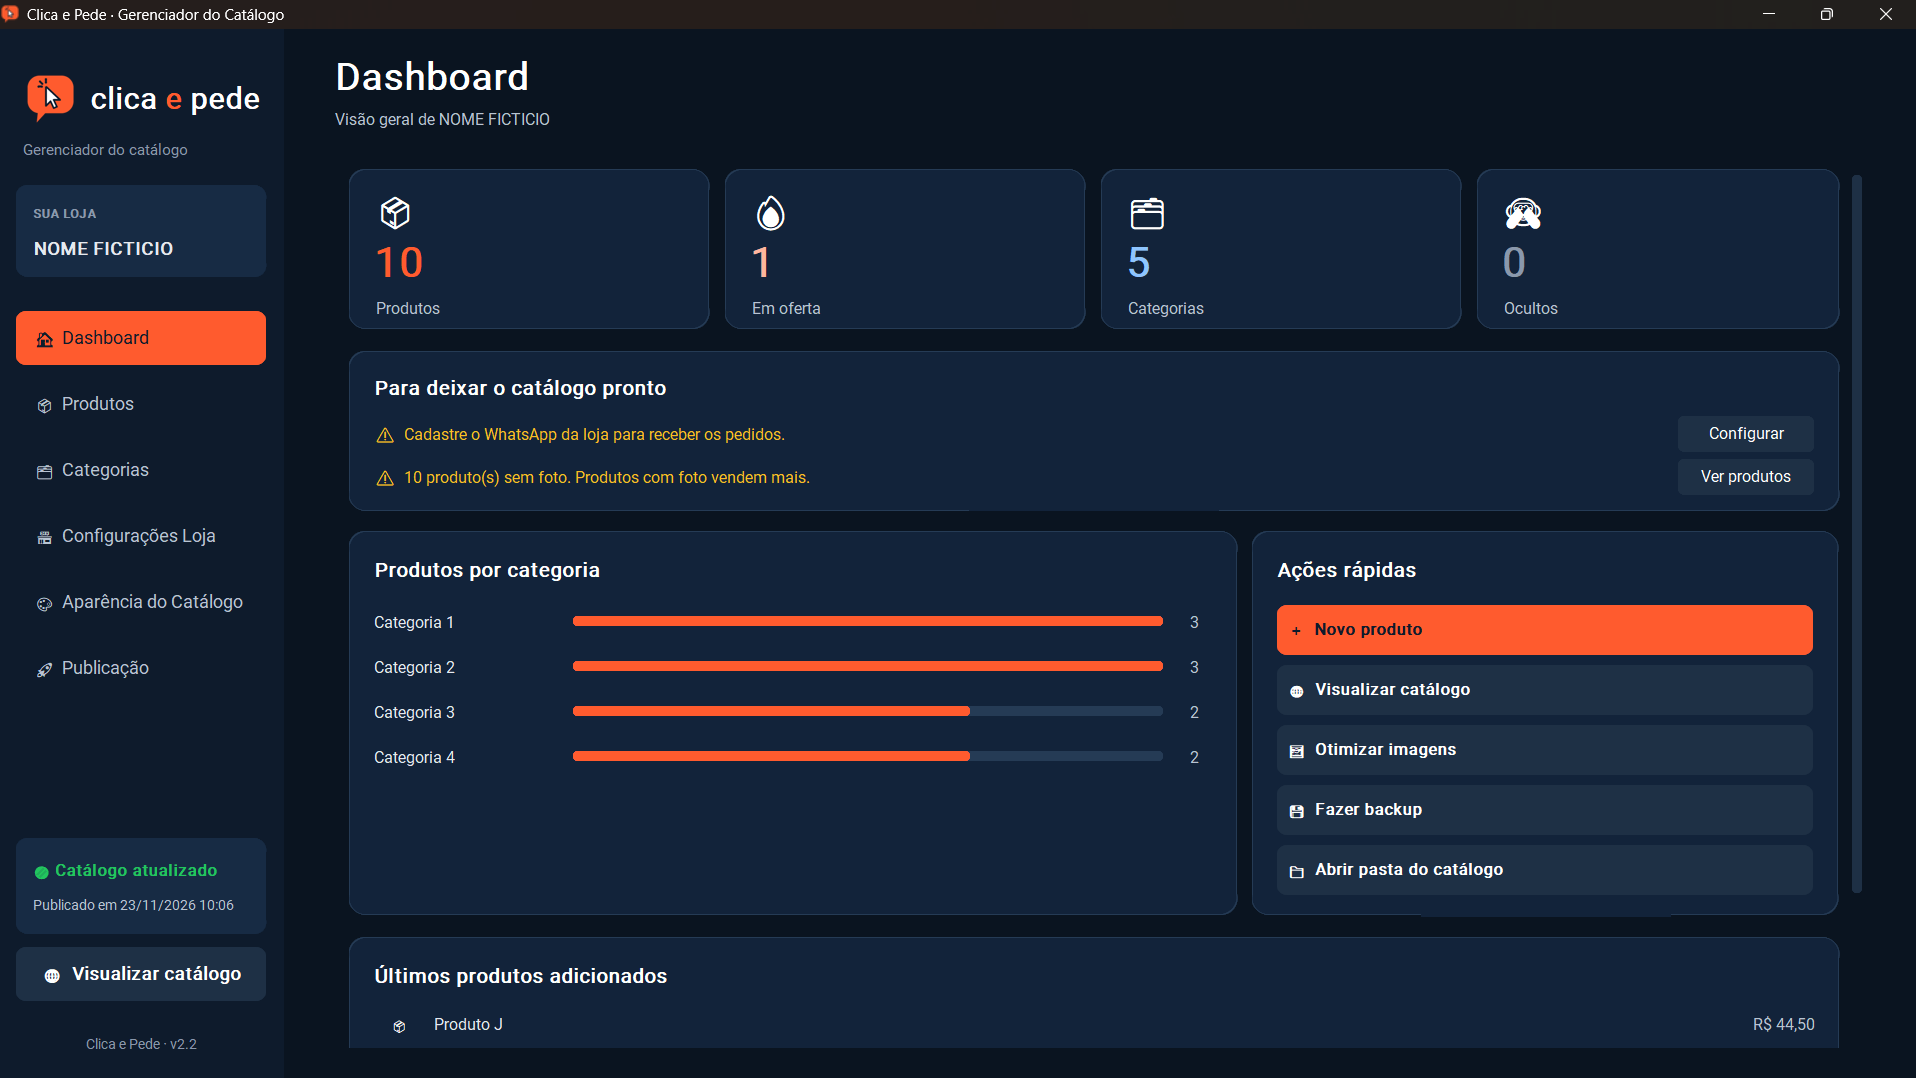 Clica e Pede · Gerenciador do Catálogo
clica e pede
Gerenciador do catálogo
SUA LOJA
NOME FICTICIO
Dashboard
Produtos
Categorias
Configurações Loja
Aparência do Catálogo
Publicação
Catálogo atualizado
Publicado em 23/11/2026 10:06
Visualizar catálogo
Clica e Pede · v2.2
Dashboard
Visão geral de NOME FICTICIO
10
Produtos
1
Em oferta
5
Categorias
0
Ocultos
Para deixar o catálogo pronto
Cadastre o WhatsApp da loja para receber os pedidos.
Configurar
10 produto(s) sem foto. Produtos com foto vendem mais.
Ver produtos
Produtos por categoria
Categoria 1 3
Categoria 2 3
Categoria 3 2
Categoria 4 2
Ações rápidas
+ Novo produto
Visualizar catálogo
Otimizar imagens
Fazer backup
Abrir pasta do catálogo
Últimos produtos adicionados
Produto J R$ 44,50